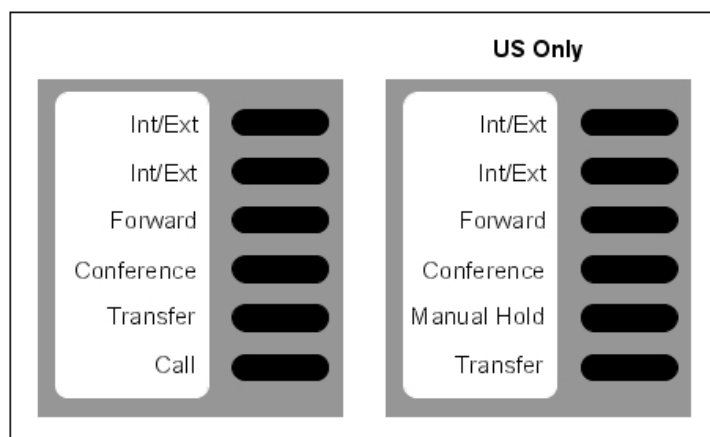 US Only
Int/Ext
Int/Ext
Forward
Conference
Transfer
Call
Int/Ext
Int/Ext
Forward
Conference
Manual Hold
Transfer